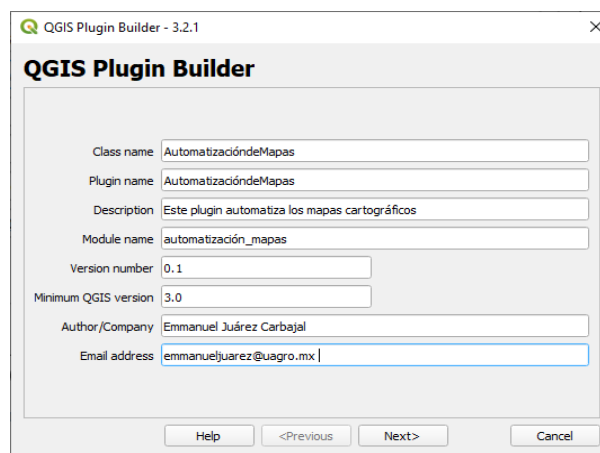 QGIS Plugin Builder - 3.2.1
QGIS Plugin Builder
Class name AutomatizacióndeMapas
Plugin name AutomatizacióndeMapas
Description Este plugin automatiza los mapas cartográficos
Module name automatización_mapas
Version number 0.1
Minimum QGIS version 3.0
Author/Company Emmanuel Juárez Carbajal
Email address emmanueljuarez@uagro.mx
Help <Previous Next> Cancel